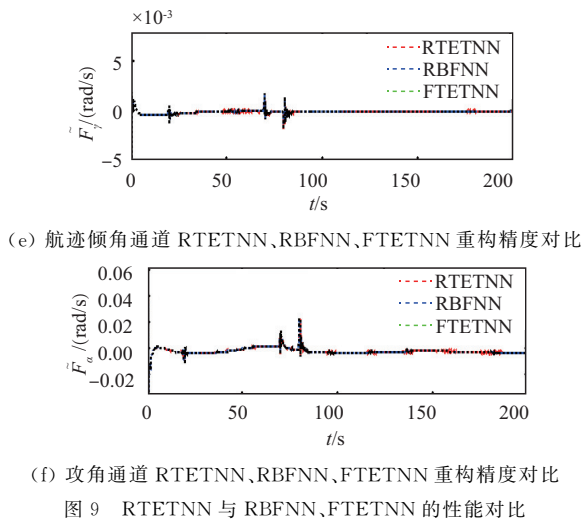 ×10⁻³
5
0
−5
F̃γ/(rad/s)
RTETNN
RBFNN
FTETNN
0 50 100 150 200
t/s
(e) 航迹倾角通道 RTETNN、RBFNN、FTETNN 重构精度对比
0.06
0.04
0.02
0.00
−0.02
F̃α/(rad/s)
RTETNN
RBFNN
FTETNN
0 50 100 150 200
t/s
(f) 攻角通道 RTETNN、RBFNN、FTETNN 重构精度对比
图 9 RTETNN 与 RBFNN、FTETNN 的性能对比